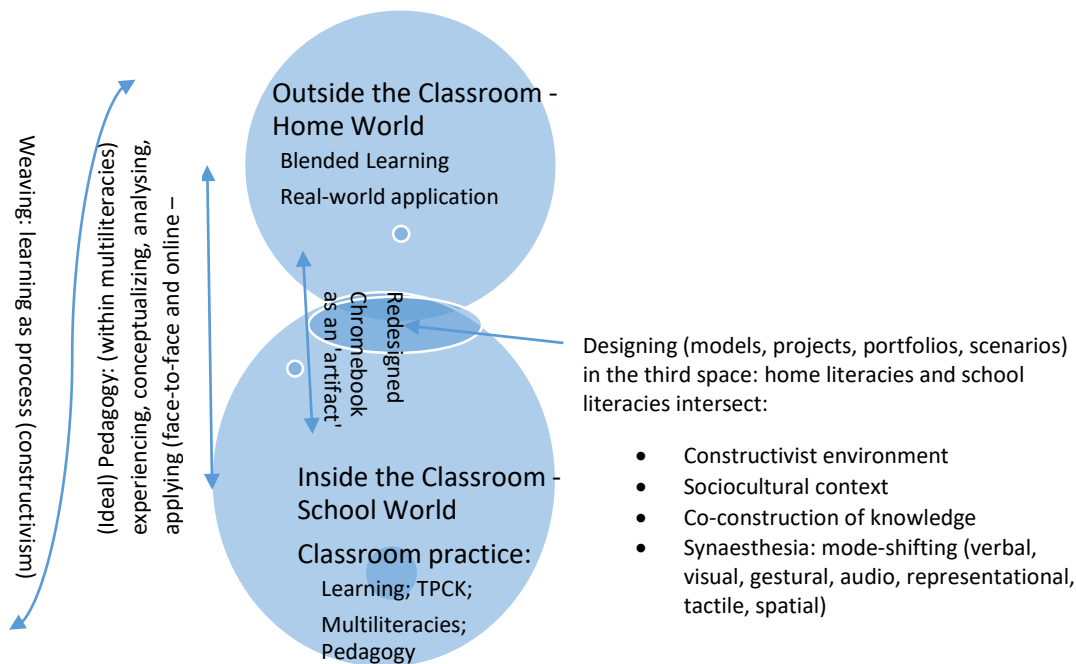 Weaving: learning as process (constructivism)
(Ideal) Pedagogy: (within multiliteracies)
experiencing, conceptualizing, analysing,
applying (face-to-face and online –
Outside the Classroom -
Home World
Blended Learning
Real-world application
Redesigned
Chromebook
as an 'artifact'
Inside the Classroom -
School World
Classroom practice:
Learning; TPCK;
Multiliteracies;
Pedagogy
Designing (models, projects, portfolios, scenarios)
in the third space: home literacies and school
literacies intersect:
• Constructivist environment
• Sociocultural context
• Co-construction of knowledge
• Synaesthesia: mode-shifting (verbal,
visual, gestural, audio, representational,
tactile, spatial)